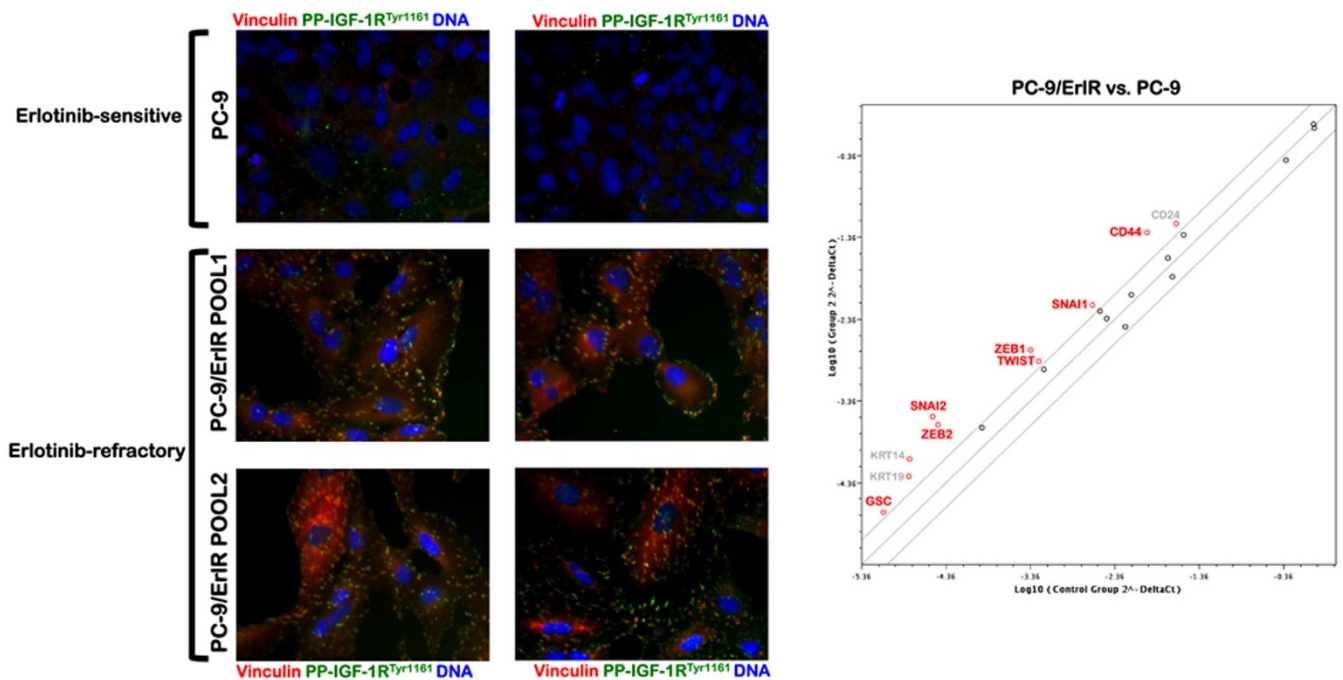 Vinculin PP-IGF-1RTyr1161 DNA
Vinculin PP-IGF-1RTyr1161 DNA
Erlotinib-sensitive
PC-9
Erlotinib-refractory
PC-9/ErlR POOL1
PC-9/ErlR POOL2
Vinculin PP-IGF-1RTyr1161 DNA
Vinculin PP-IGF-1RTyr1161 DNA
PC-9/ErlR vs. PC-9
Log10 (Group 2 2^-DeltaCt)
-0.36
-1.36
-2.36
-3.36
-4.36
CD24
CD44
SNAI1
ZEB1
TWIST
SNAI2
ZEB2
KRT14
KRT19
GSC
-5.36 -4.36 -3.36 -2.36 -1.36 -0.36
Log10 (Control Group 2^-DeltaCt)